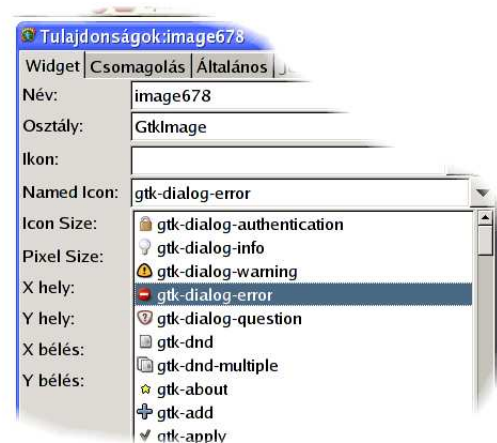 Tulajdonságok:image678
Widget Csomagolás Általános
Név: image678
Osztály: GtkImage
Ikon:
Named Icon: gtk-dialog-error
Icon Size: gtk-dialog-authentication
gtk-dialog-info
Pixel Size: gtk-dialog-warning
X hely: gtk-dialog-error
Y hely: gtk-dialog-question
X bélés: gtk-dnd
gtk-dnd-multiple
Y bélés: gtk-about
gtk-add
gtk-apply